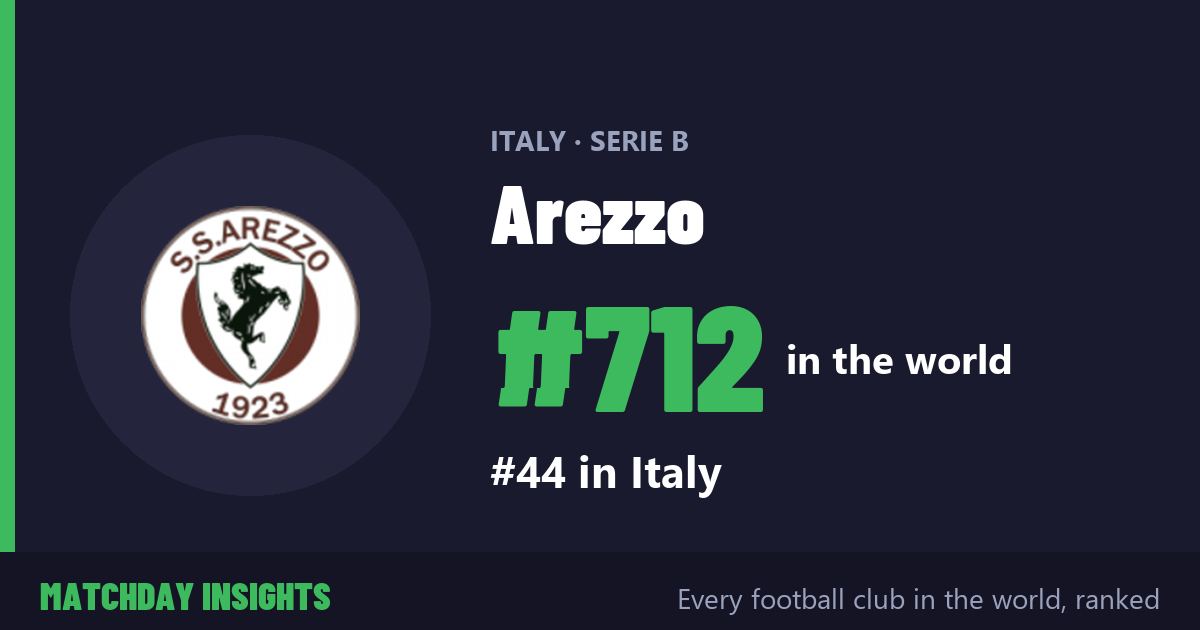 ITALY · SERIE B
Arezzo
S.S.AREZZO
1923
#712 in the world
#44 in Italy
MATCHDAY INSIGHTS
Every football club in the world, ranked